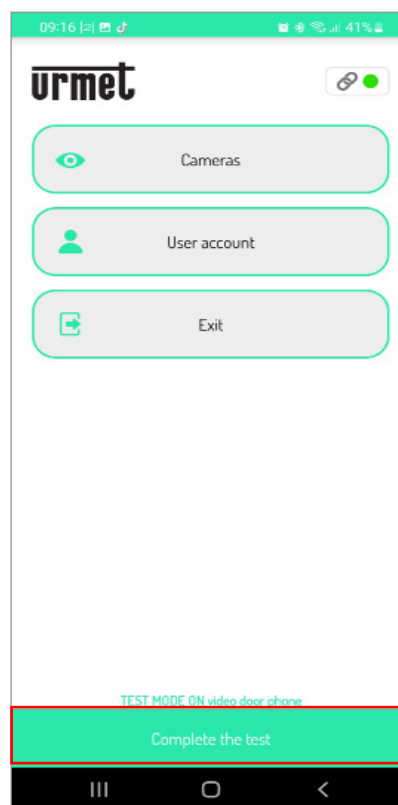 09:16
41%
urmet
Cameras
User account
Exit
TEST MODE ON video door phone
Complete the test